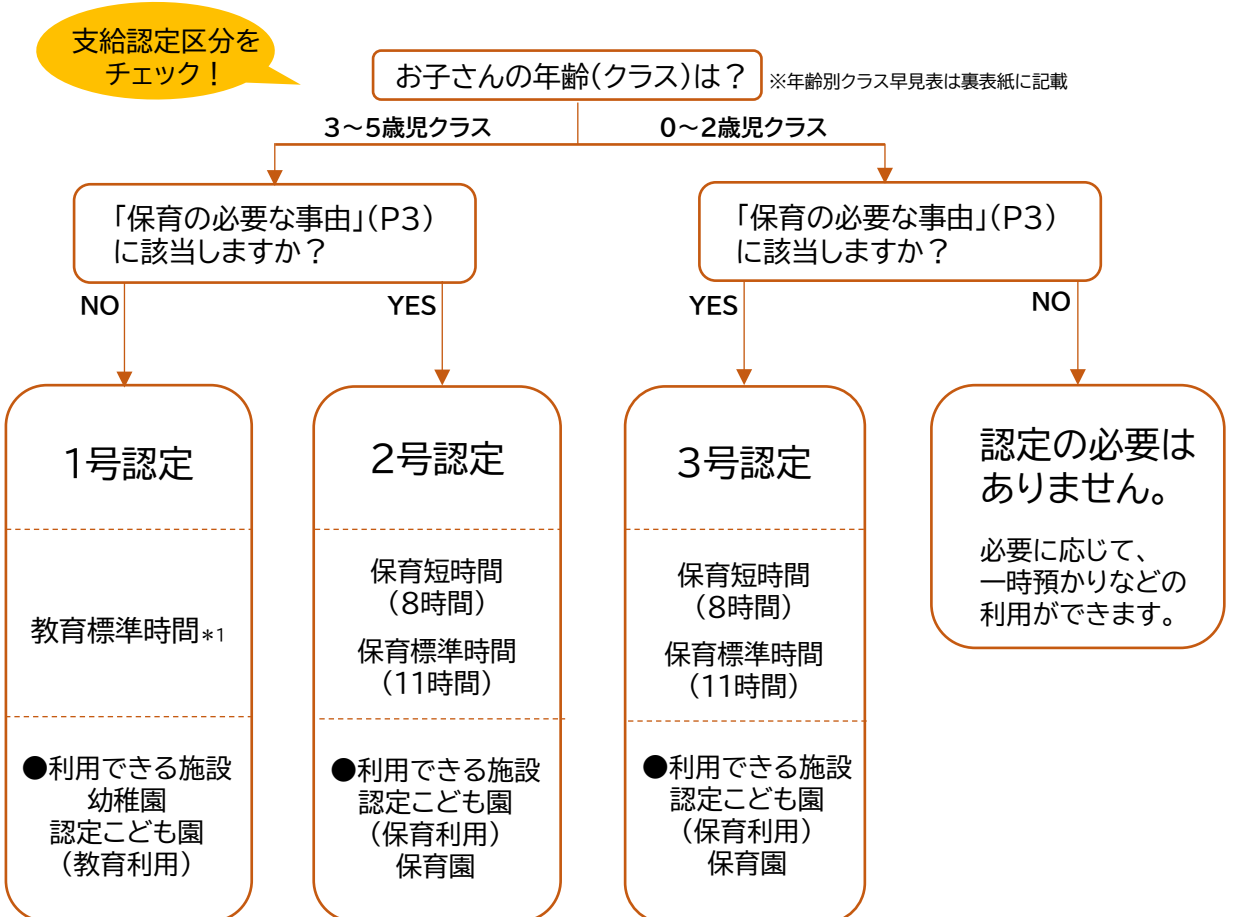 支給認定区分を
チェック！
お子さんの年齢(クラス)は？ ※年齢別クラス早見表は裏表紙に記載
3～5歳児クラス
0～2歳児クラス
「保育の必要な事由」(P3)
に該当しますか？
「保育の必要な事由」(P3)
に該当しますか？
NO
YES
YES
NO
1号認定
教育標準時間*1
●利用できる施設
幼稚園
認定こども園
(教育利用)
2号認定
保育短時間
(8時間)
保育標準時間
(11時間)
●利用できる施設
認定こども園
(保育利用)
保育園
3号認定
保育短時間
(8時間)
保育標準時間
(11時間)
●利用できる施設
認定こども園
(保育利用)
保育園
認定の必要は
ありません。
必要に応じて、
一時預かりなどの
利用ができます。